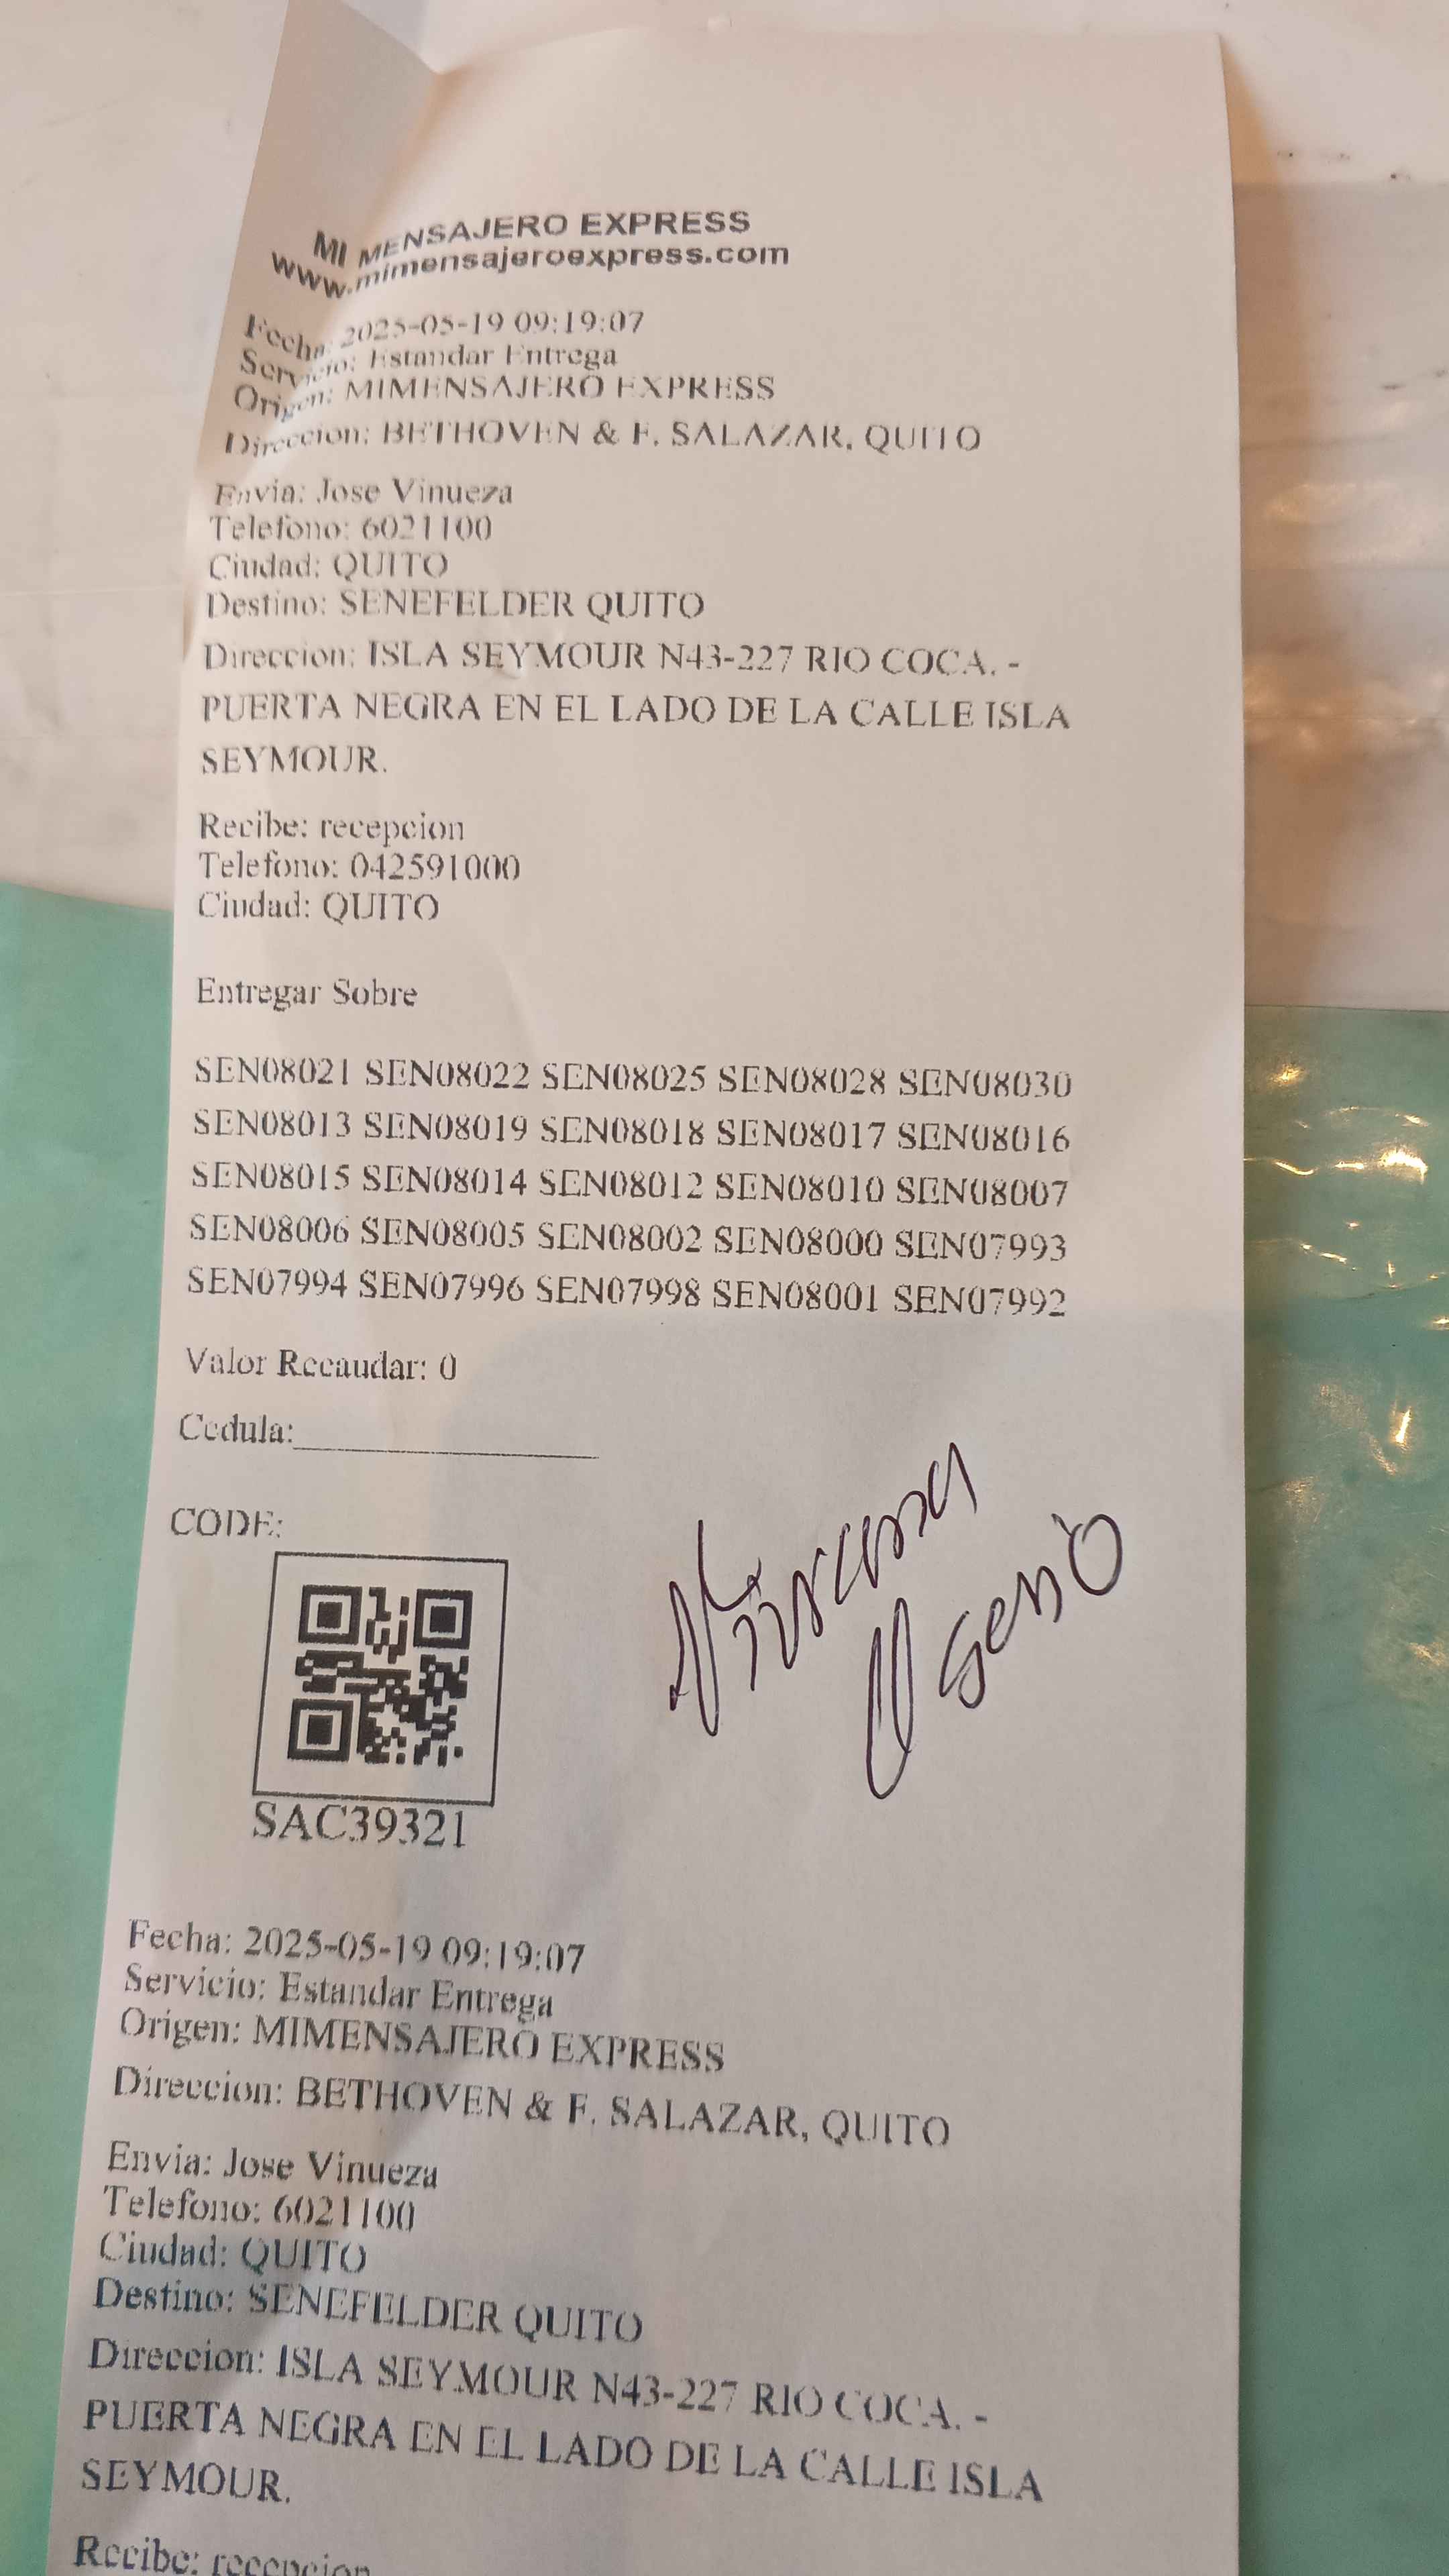 MI MENSAJERO EXPRESS
www.mimensajeroexpress.com
Fecha: 2025-05-19 09:19:07
Servicio: Estandar Entrega
Origen: MIMENSAJERO EXPRESS
Direccion: BETHOVEN & F. SALAZAR, QUITO
Envia: Jose Vinueza
Telefono: 6021100
Ciudad: QUITO
Destino: SENEFELDER QUITO
Direccion: ISLA SEYMOUR N43-227 RIO COCA. -
PUERTA NEGRA EN EL LADO DE LA CALLE ISLA
SEYMOUR.
Recibe: recepcion
Telefono: 042591000
Ciudad: QUITO
Entregar Sobre
SEN08021 SEN08022 SEN08025 SEN08028 SEN08030
SEN08013 SEN08019 SEN08018 SEN08017 SEN08016
SEN08015 SEN08014 SEN08012 SEN08010 SEN08007
SEN08006 SEN08005 SEN08002 SEN08000 SEN07993
SEN07994 SEN07996 SEN07998 SEN08001 SEN07992
Valor Recaudar: 0
Cedula:
CODE:
SAC39321
Fecha: 2025-05-19 09:19:07
Servicio: Estandar Entrega
Origen: MIMENSAJERO EXPRESS
Direccion: BETHOVEN & F. SALAZAR, QUITO
Envia: Jose Vinueza
Telefono: 6021100
Ciudad: QUITO
Destino: SENEFELDER QUITO
Direccion: ISLA SEYMOUR N43-227 RIO COCA. -
PUERTA NEGRA EN EL LADO DE LA CALLE ISLA
SEYMOUR.
Recibe: recepcion